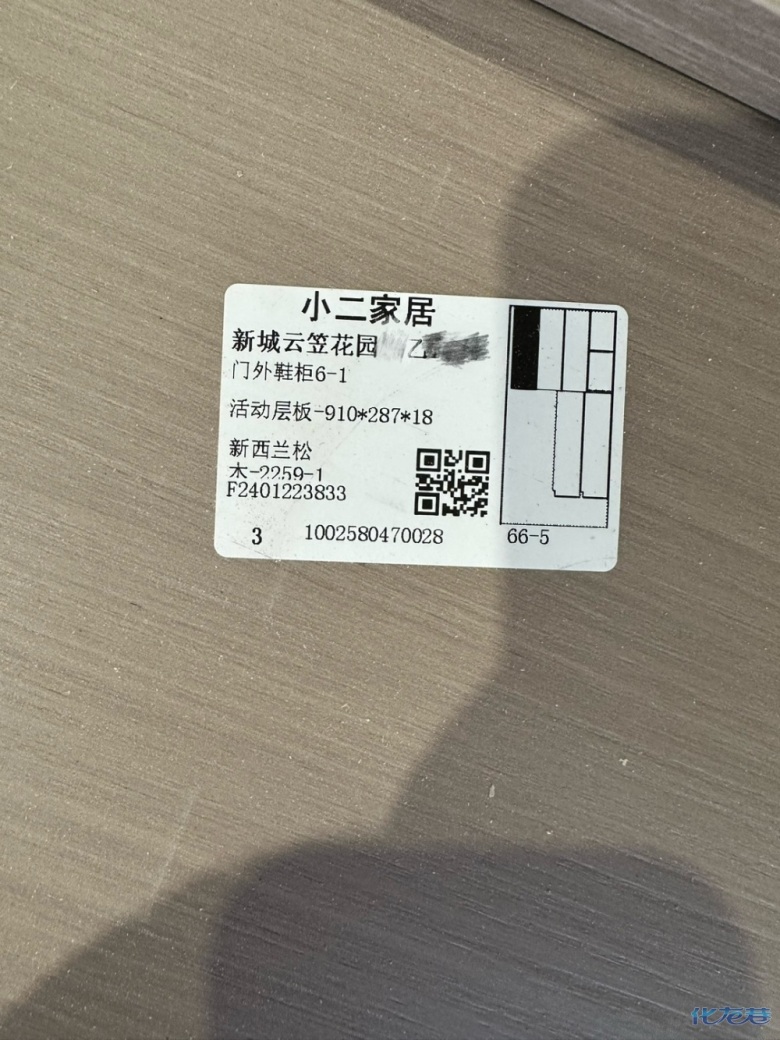 小二家居
新城云笠花园
门外鞋柜6-1
活动层板-910*287*18
新西兰松
木-2259-1
F2401223833
3 1002580470028 66-5
化龙巷